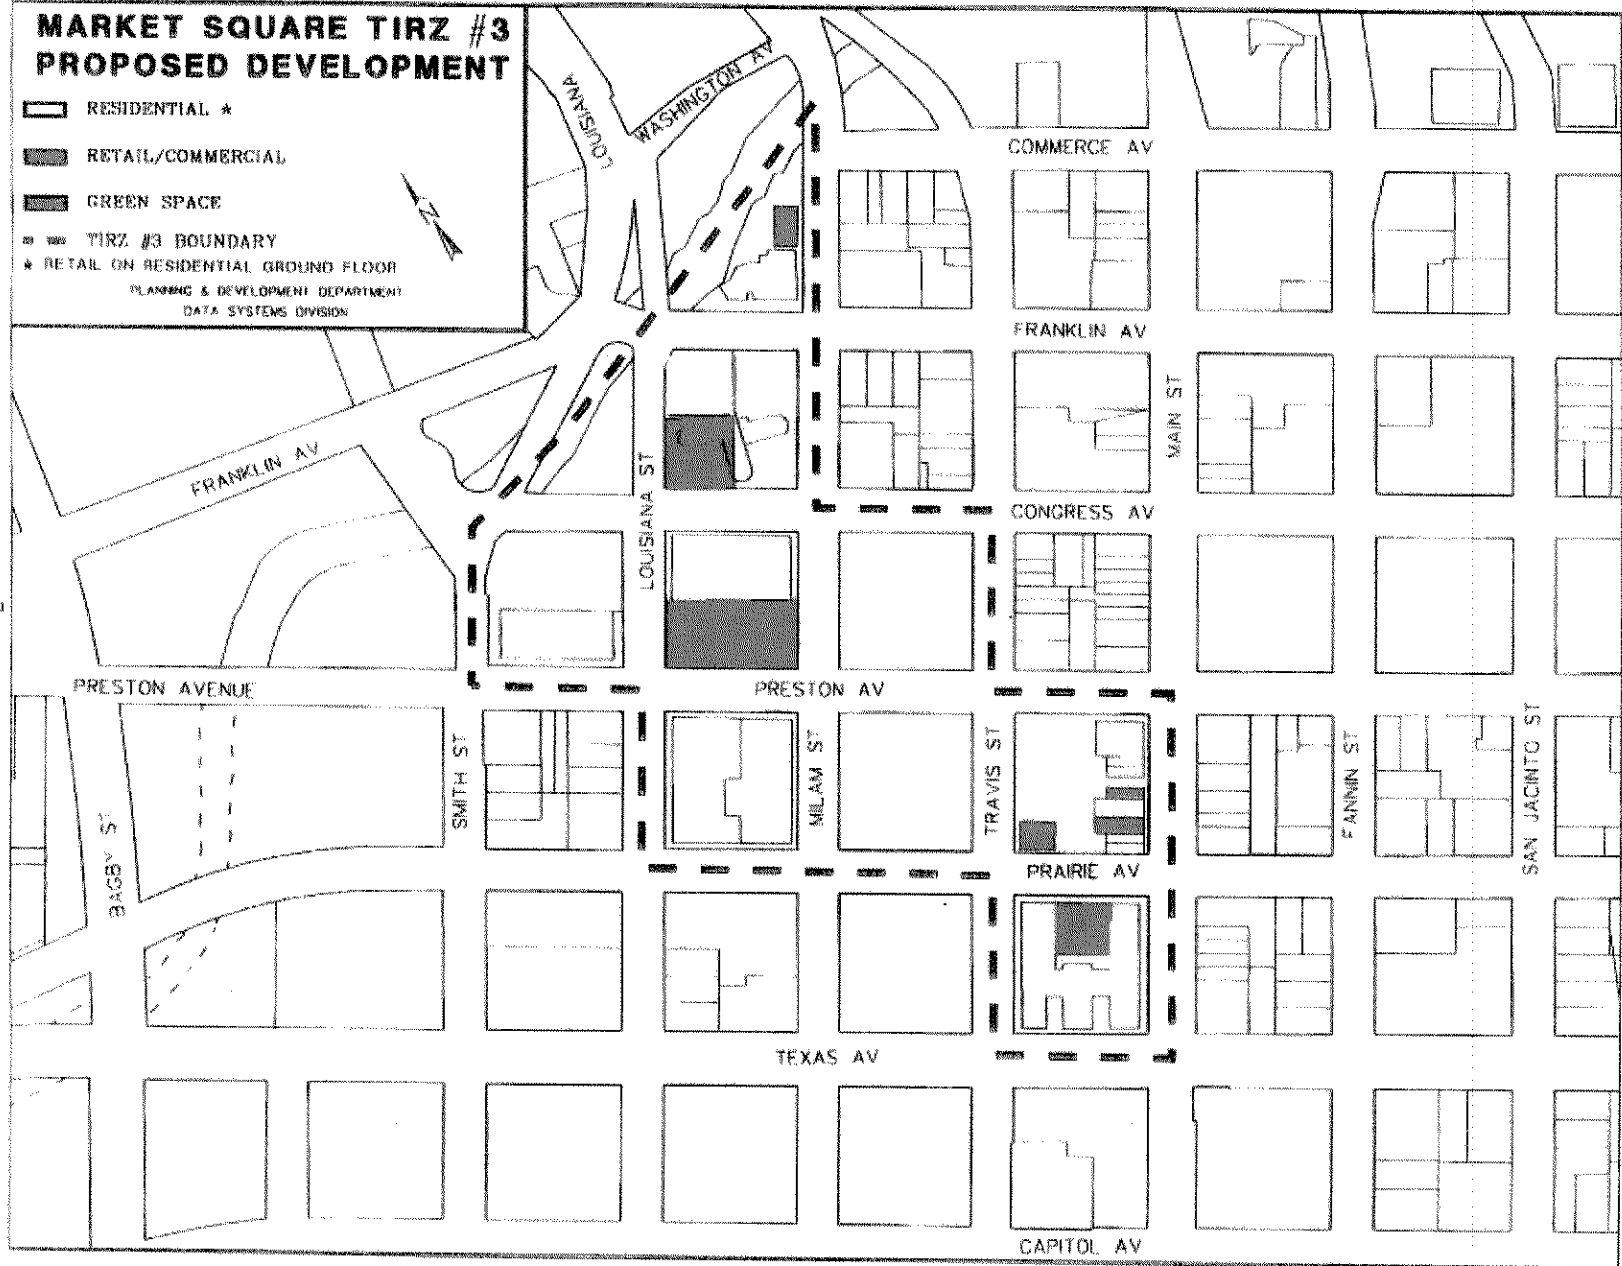 MARKET SQUARE TIRZ #3
PROPOSED DEVELOPMENT
RESIDENTIAL *
RETAIL/COMMERCIAL
GREEN SPACE
TIRZ #3 BOUNDARY
* RETAIL ON RESIDENTIAL GROUND FLOOR
PLANNING & DEVELOPMENT DEPARTMENT
DATA SYSTEMS DIVISION
N
LOUISIANA
WASHINGTON AV
COMMERCE AV
FRANKLIN AV
MAIN ST
FRANKLIN AV
LOUISIANA ST
CONGRESS AV
PRESTON AVENUE
PRESTON AV
SMITH ST
MILAM ST
TRAVIS ST
FANNIN ST
SAN JACINTO ST
BAGBY ST
PRAIRIE AV
TEXAS AV
CAPITOL AV